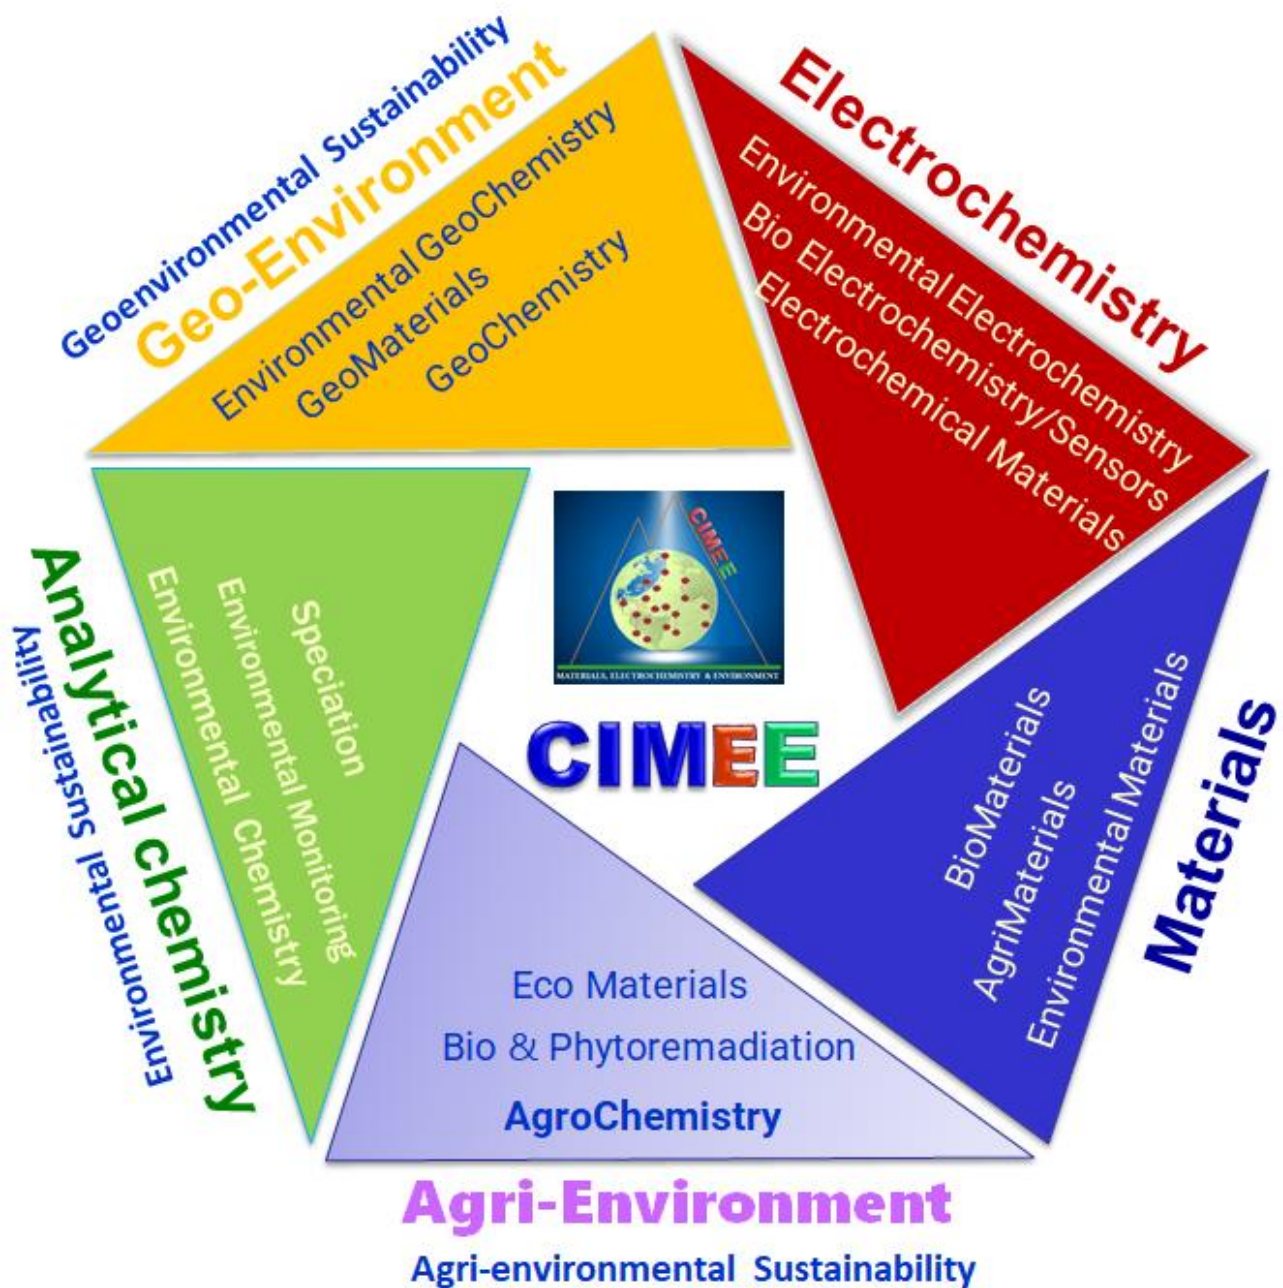 Geoenvironmental Sustainability
Geo-Environment
Environmental GeoChemistry
GeoMaterials
GeoChemistry
Electrochemistry
Environmental Electrochemistry
Bio Electrochemistry/Sensors
Electrochemical Materials
Materials
BioMaterials
AgriMaterials
Environmental Materials
CIMEE
MATERIALS, ELECTROCHEMISTRY & ENVIRONMENT
CIMEE
Analytical chemistry
Environmental Sustainability
Speciation
Environmental Monitoring
Environmental Chemistry
Eco Materials
Bio & Phytoremadiation
AgroChemistry
Agri-Environment
Agri-environmental Sustainability